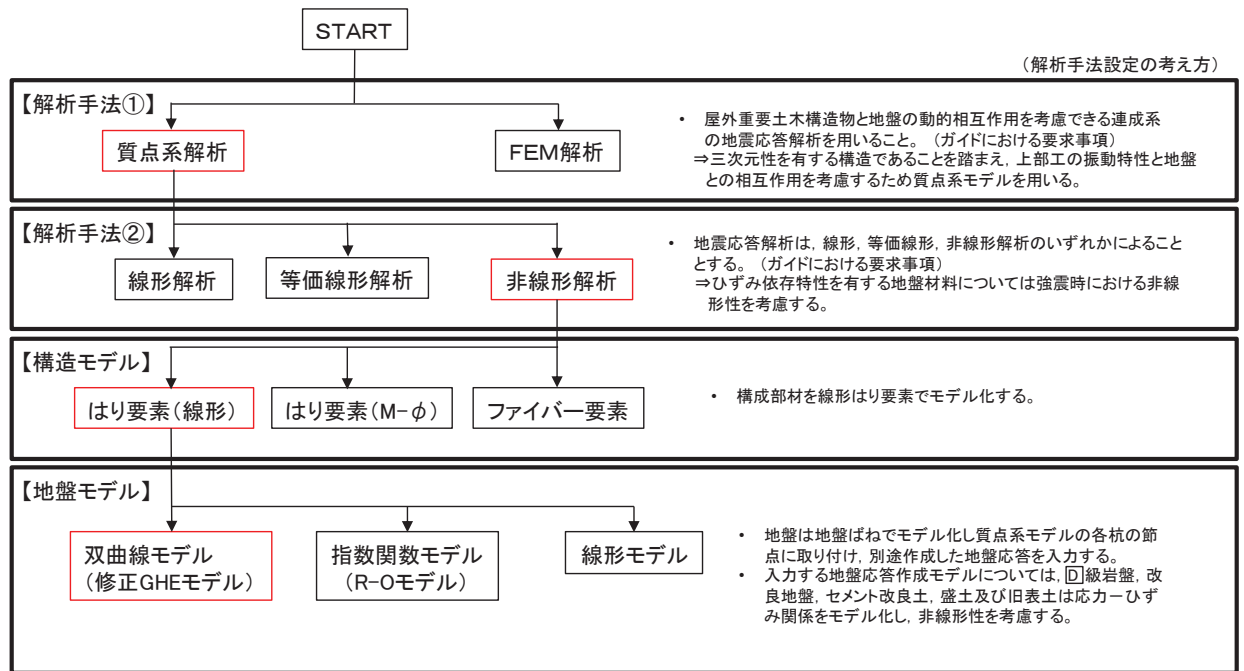 START
(解析手法設定の考え方)
【解析手法①】
質点系解析
FEM解析
・ 屋外重要土木構造物と地盤の動的相互作用を考慮できる連成系
の地震応答解析を用いること。(ガイドにおける要求事項)
⇒三次元性を有する構造であることを踏まえ,上部工の振動特性と地盤
との相互作用を考慮するため質点系モデルを用いる。
【解析手法②】
線形解析
等価線形解析
非線形解析
・ 地震応答解析は,線形,等価線形,非線形解析のいずれかによること
とする。(ガイドにおける要求事項)
⇒ひずみ依存特性を有する地盤材料については強震時における非線
形性を考慮する。
【構造モデル】
はり要素(線形)
はり要素(M-φ)
ファイバー要素
・ 構成部材を線形はり要素でモデル化する。
【地盤モデル】
双曲線モデル
(修正GHEモデル)
指数関数モデル
(R-Oモデル)
線形モデル
・ 地盤は地盤ばねでモデル化し質点系モデルの各杭の節
点に取り付け,別途作成した地盤応答を入力する。
・ 入力する地盤応答作成モデルについては,D級岩盤,改
良地盤,セメント改良土,盛土及び旧表土は応力-ひず
み関係をモデル化し,非線形性を考慮する。